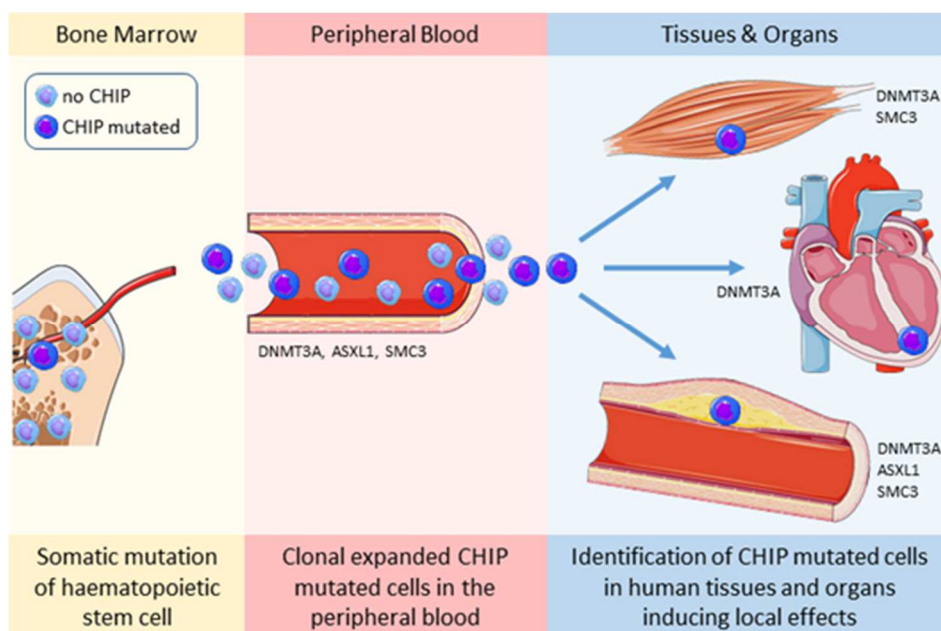 Bone Marrow
Peripheral Blood
Tissues & Organs
no CHIP
CHIP mutated
DNMT3A
SMC3
DNMT3A
DNMT3A, ASXL1, SMC3
DNMT3A
ASXL1
SMC3
Somatic mutation
of haematopoietic
stem cell
Clonal expanded CHIP
mutated cells in the
peripheral blood
Identification of CHIP mutated cells
in human tissues and organs
inducing local effects